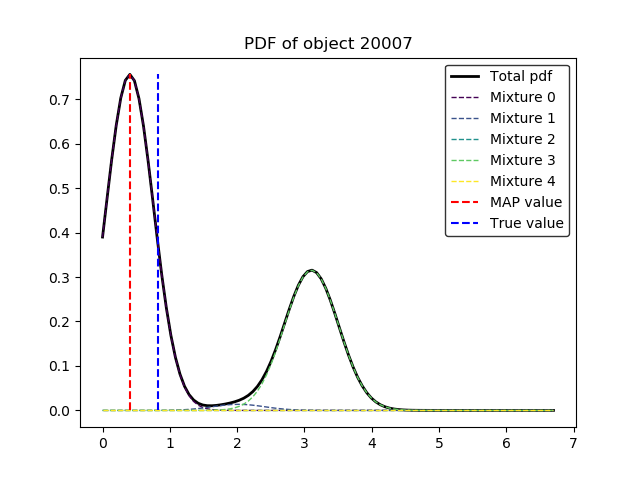 PDF of object 20007
Total pdf
Mixture 0
Mixture 1
Mixture 2
Mixture 3
Mixture 4
MAP value
True value
0.7
0.6
0.5
0.4
0.3
0.2
0.1
0.0
0 1 2 3 4 5 6 7